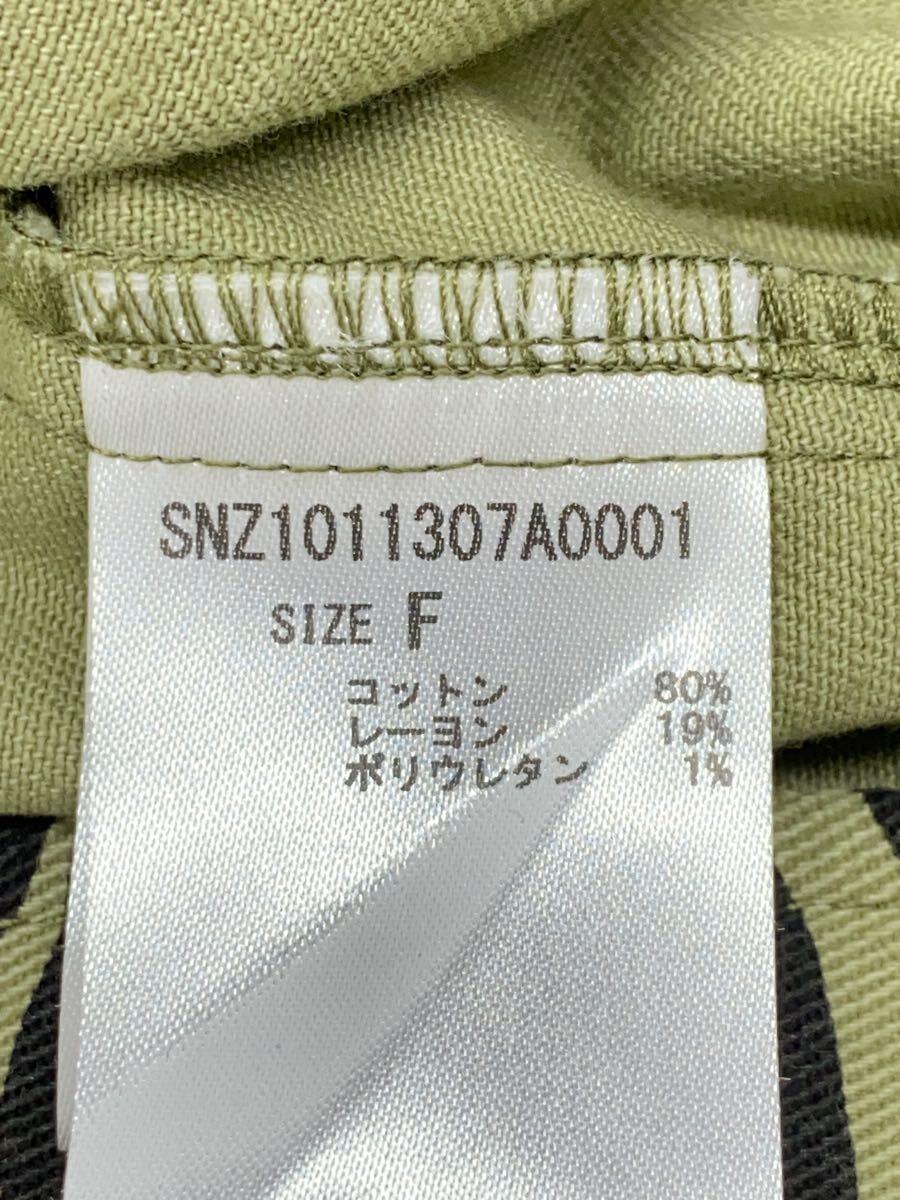 SNZ1011307A0001
SIZE F
コットン 80%
レーヨン 19%
ポリウレタン 1%